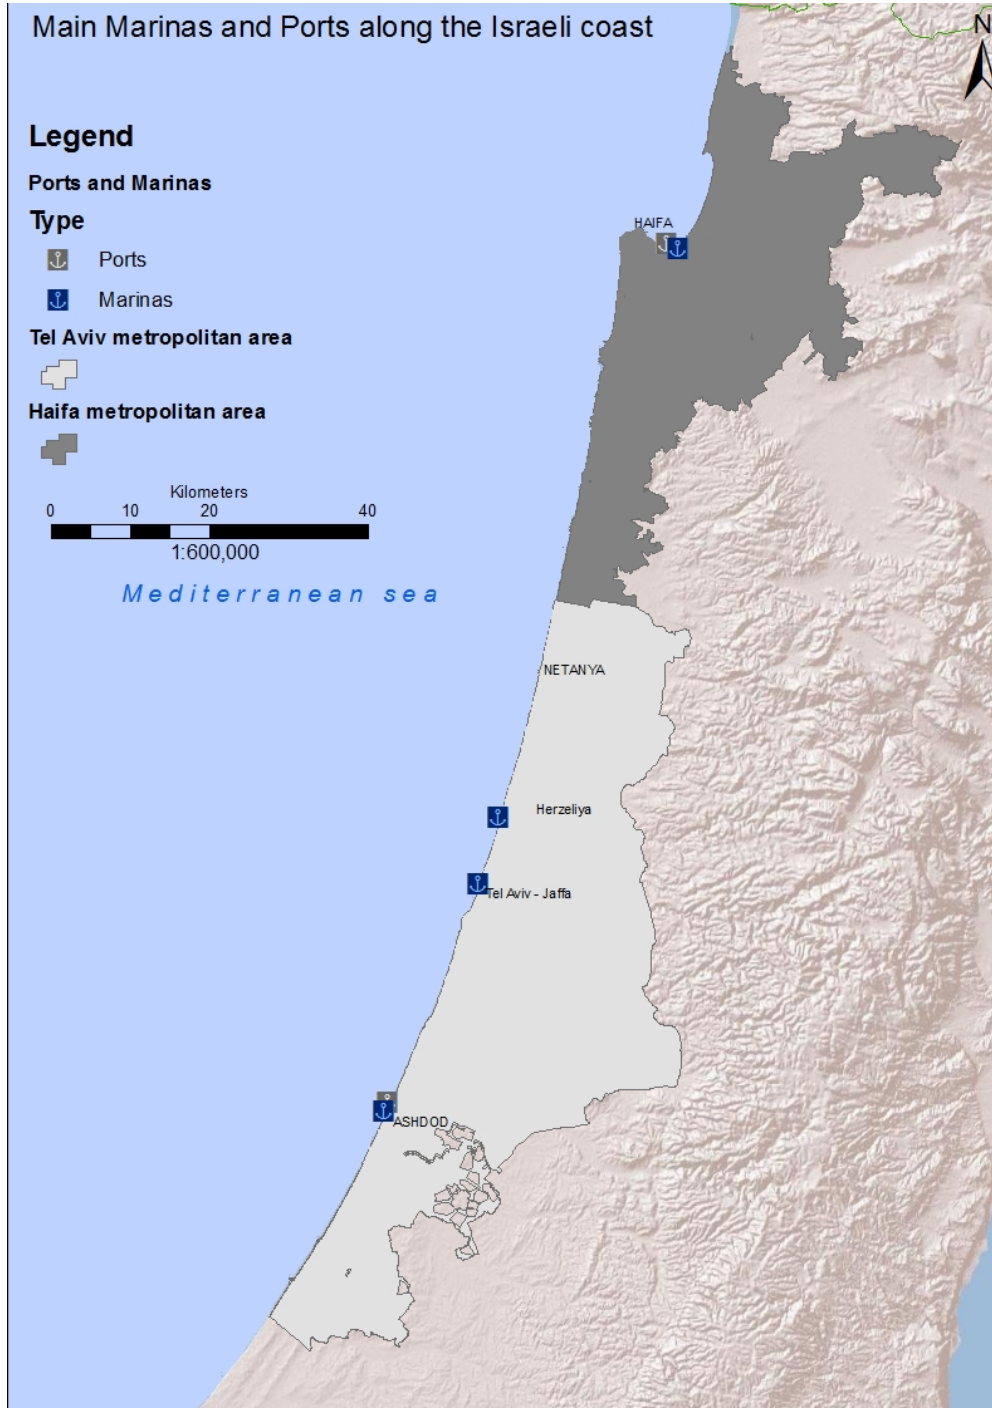 Main Marinas and Ports along the Israeli coast
N
Legend
Ports and Marinas
Type
Ports
Marinas
Tel Aviv metropolitan area
Haifa metropolitan area
Kilometers
0 10 20 40
1:600,000
Mediterranean sea
HAIFA
NETANYA
Herzeliya
Tel Aviv - Jaffa
ASHDOD